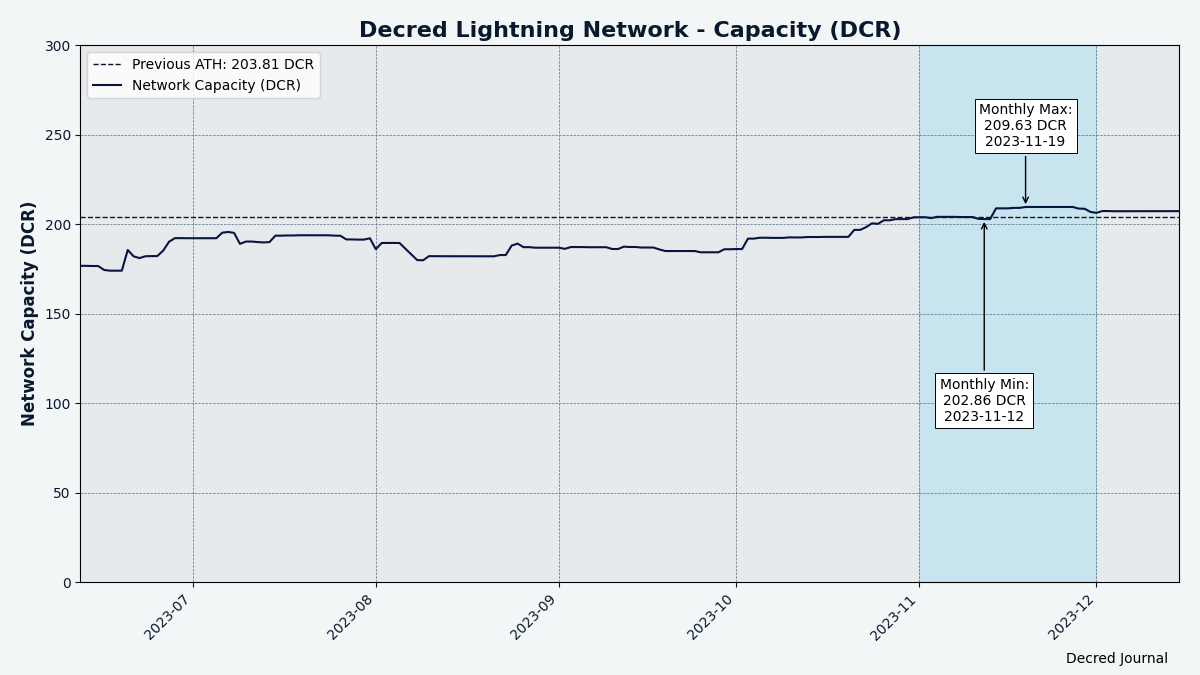 Decred Lightning Network - Capacity (DCR)
Previous ATH: 203.81 DCR
Network Capacity (DCR)
Network Capacity (DCR)
300
250
200
150
100
50
0
Monthly Max:
209.63 DCR
2023-11-19
Monthly Min:
202.86 DCR
2023-11-12
2023-07
2023-08
2023-09
2023-10
2023-11
2023-12
Decred Journal